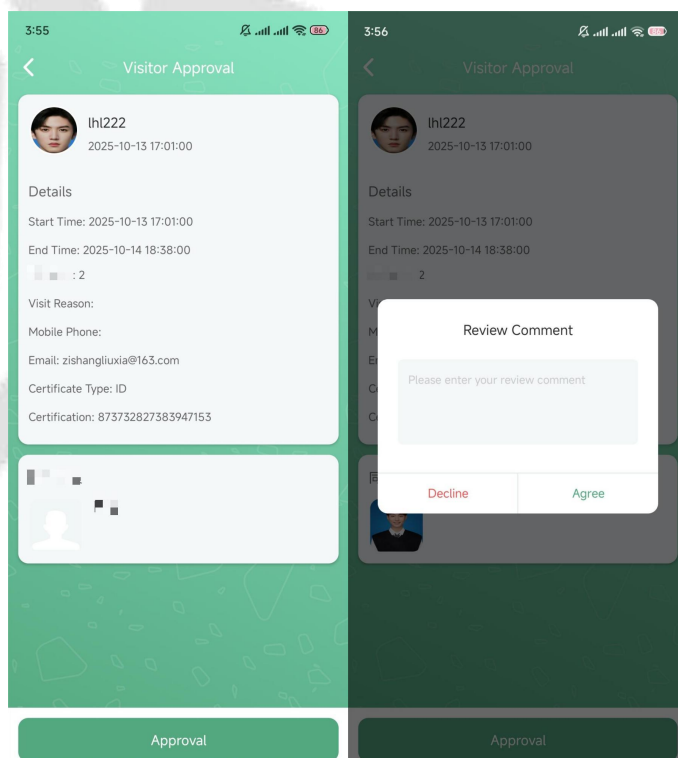 3:55
86
Visitor Approval
lhl222
2025-10-13 17:01:00
Details
Start Time: 2025-10-13 17:01:00
End Time: 2025-10-14 18:38:00
: 2
Visit Reason:
Mobile Phone:
Email: zishangliuxia@163.com
Certificate Type: ID
Certification: 873732827383947153
Approval
3:56
Visitor Approval
lhl222
2025-10-13 17:01:00
Details
Start Time: 2025-10-13 17:01:00
End Time: 2025-10-14 18:38:00
2
Review Comment
Please enter your review comment
Decline
Agree
Approval